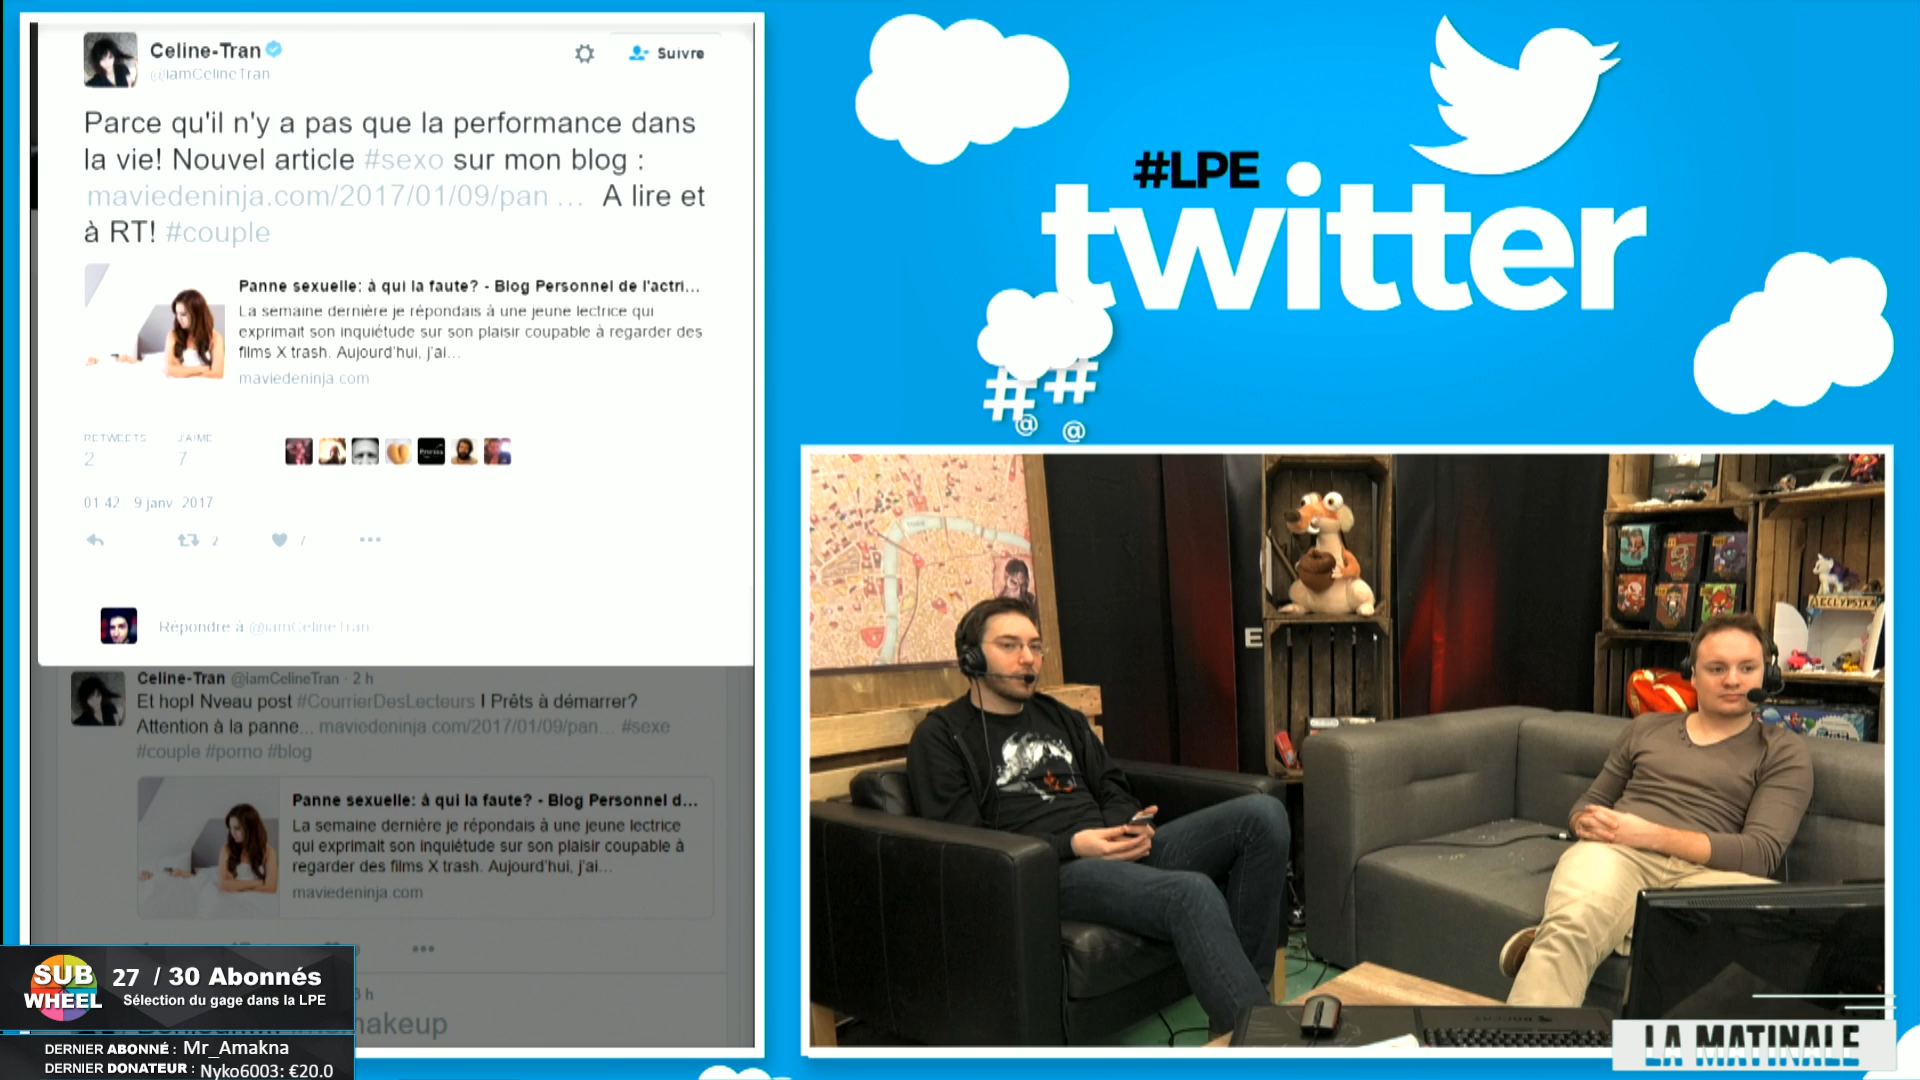 Celine-Tran
@iamCelineTran
Suivre
Parce qu'il n'y a pas que la performance dans
la vie! Nouvel article #sexo sur mon blog :
maviedeninja.com/2017/01/09/pan ... A lire et
à RT! #couple
Panne sexuelle: à qui la faute? - Blog Personnel de l'actri...
La semaine dernière je répondais à une jeune lectrice qui
exprimait son inquiétude sur son plaisir coupable à regarder des
films X trash. Aujourd'hui, j'ai...
maviedeninja.com
RETWEETS
2
J'AIME
7
01:42 9 janv 2017
2
7
Répondre à @iamCelineTran
Celine-Tran @iamCelineTran · 2 h
Et hop! Nveau post #CourrierDesLecteurs ! Prêts à démarrer?
Attention à la panne... maviedeninja.com/2017/01/09/pan... #sexe
#couple #porno #blog
Panne sexuelle: à qui la faute? - Blog Personnel d...
La semaine dernière je répondais à une jeune lectrice
qui exprimait son inquiétude sur son plaisir coupable à
regarder des films X trash. Aujourd'hui, j'ai...
maviedeninja.com
3 h
SUB
WHEEL
27 / 30 Abonnés
Sélection du gage dans la LPE
DERNIER ABONNÉ : Mr_Amakna
DERNIER DONATEUR : Nyko6003: €20.0
#LPE
twitter
# #
@ @
E
ECLYPSIA
LA MATINALE